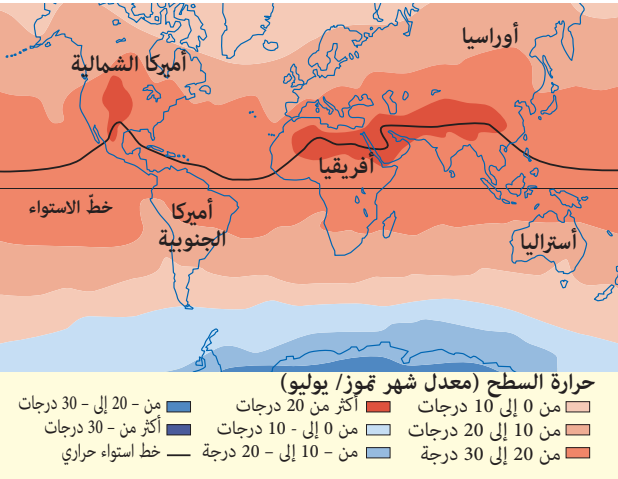 أوراسيا
أميركا الشمالية
أفريقيا
خطّ الاستواء
أميركا
الجنوبية
أستراليا
حرارة السطح (معدل شهر تموز/ يوليو)
من 0 إلى 10 درجات
أكثر من 20 درجات
من - 20 إلى - 30 درجات
من 10 إلى 20 درجات
من 0 إلى - 10 درجات
أكثر من - 30 درجات
من 20 إلى 30 درجة
من - 10 إلى - 20 درجة
خط استواء حراري